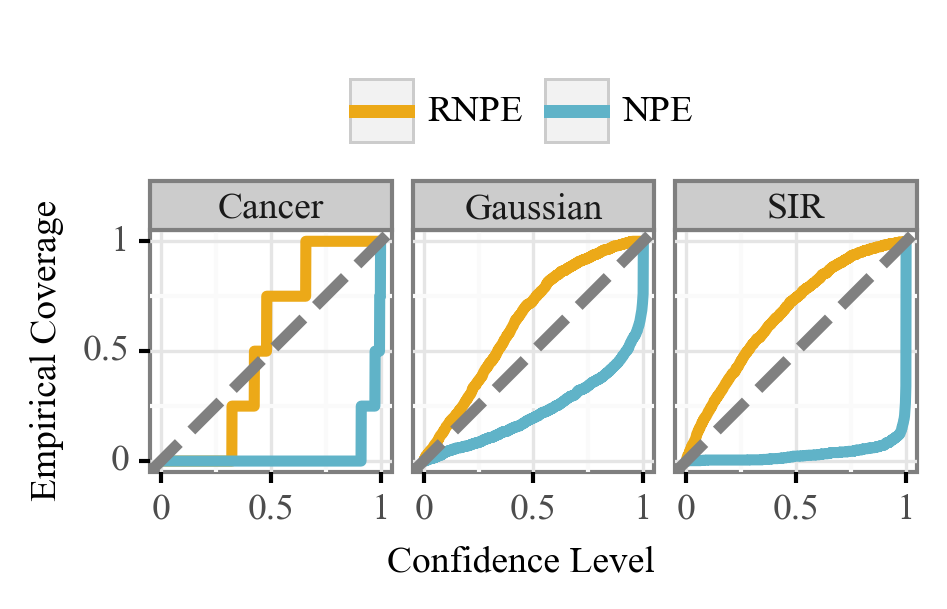 RNPE NPE
Cancer Gaussian SIR
Empirical Coverage
1
0.5
0
0 0.5 1 0 0.5 1 0 0.5 1
Confidence Level